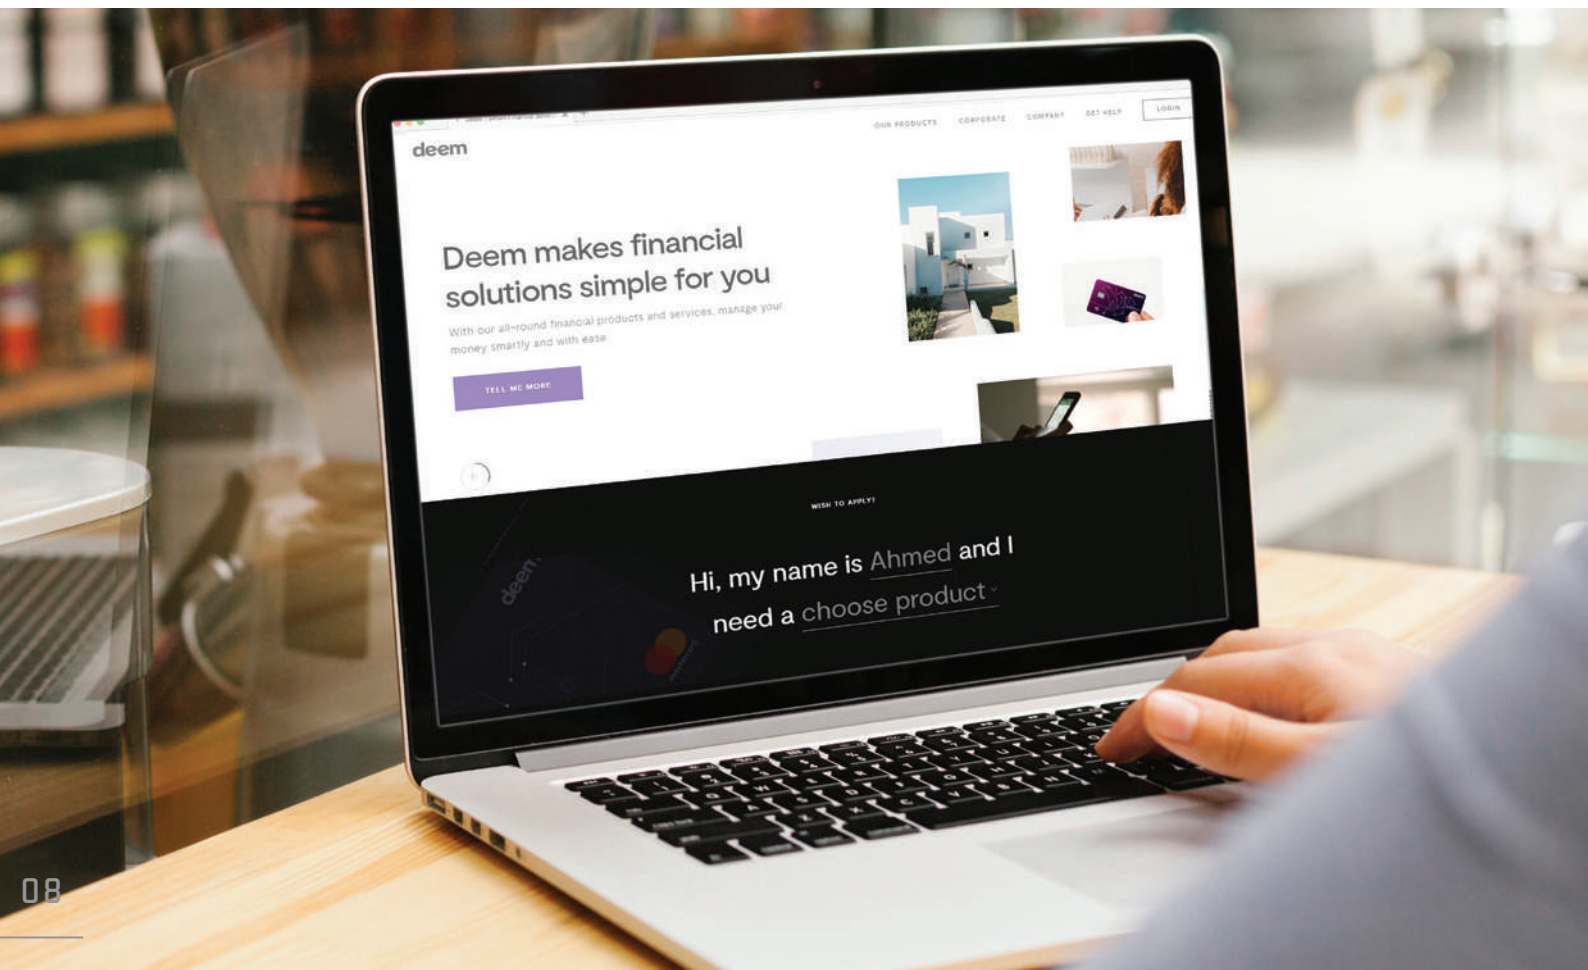 OUR PRODUCTS
CORPORATE
COMPANY
GET HELP
LOGIN
deem
Deem makes financial
solutions simple for you
With our all-round financial products and services, manage your
money smartly and with ease
TELL ME MORE
WISH TO APPLY?
deem.
Hi, my name is Ahmed and I
need a choose product
mastercard
08